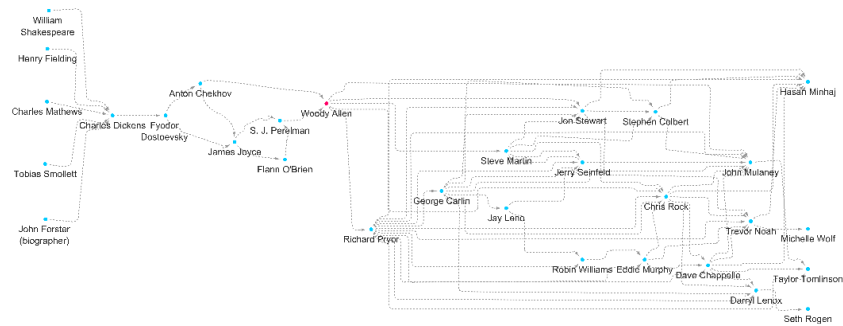 William
Shakespeare
Henry Fielding
Charles Mathews
Tobias Smollett
John Forster
(biographer)
Charles Dickens
Fyodor
Dostoevsky
Anton Chekhov
James Joyce
S. J. Perelman
Flann O'Brien
Woody Allen
Richard Pryor
George Carlin
Steve Martin
Jay Leno
Jon Stewart
Jerry Seinfeld
Robin Williams
Eddie Murphy
Stephen Colbert
Chris Rock
Dave Chappelle
John Mulaney
Trevor Noah
Darryl Lenox
Hasan Minhaj
Michelle Wolf
Taylor Tomlinson
Seth Rogen